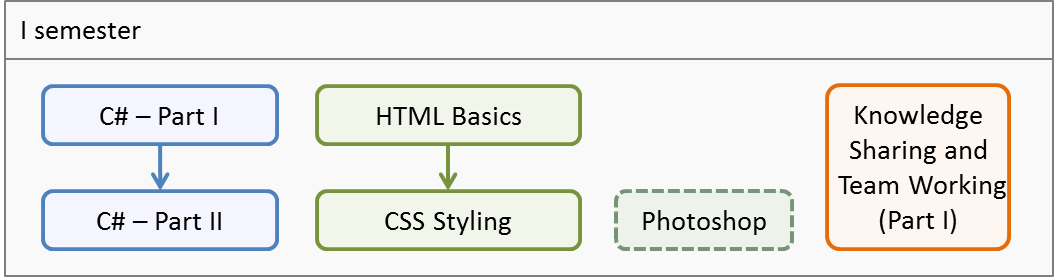 I semester
C# – Part I
C# – Part II
HTML Basics
CSS Styling
Photoshop
Knowledge
Sharing and
Team Working
(Part I)